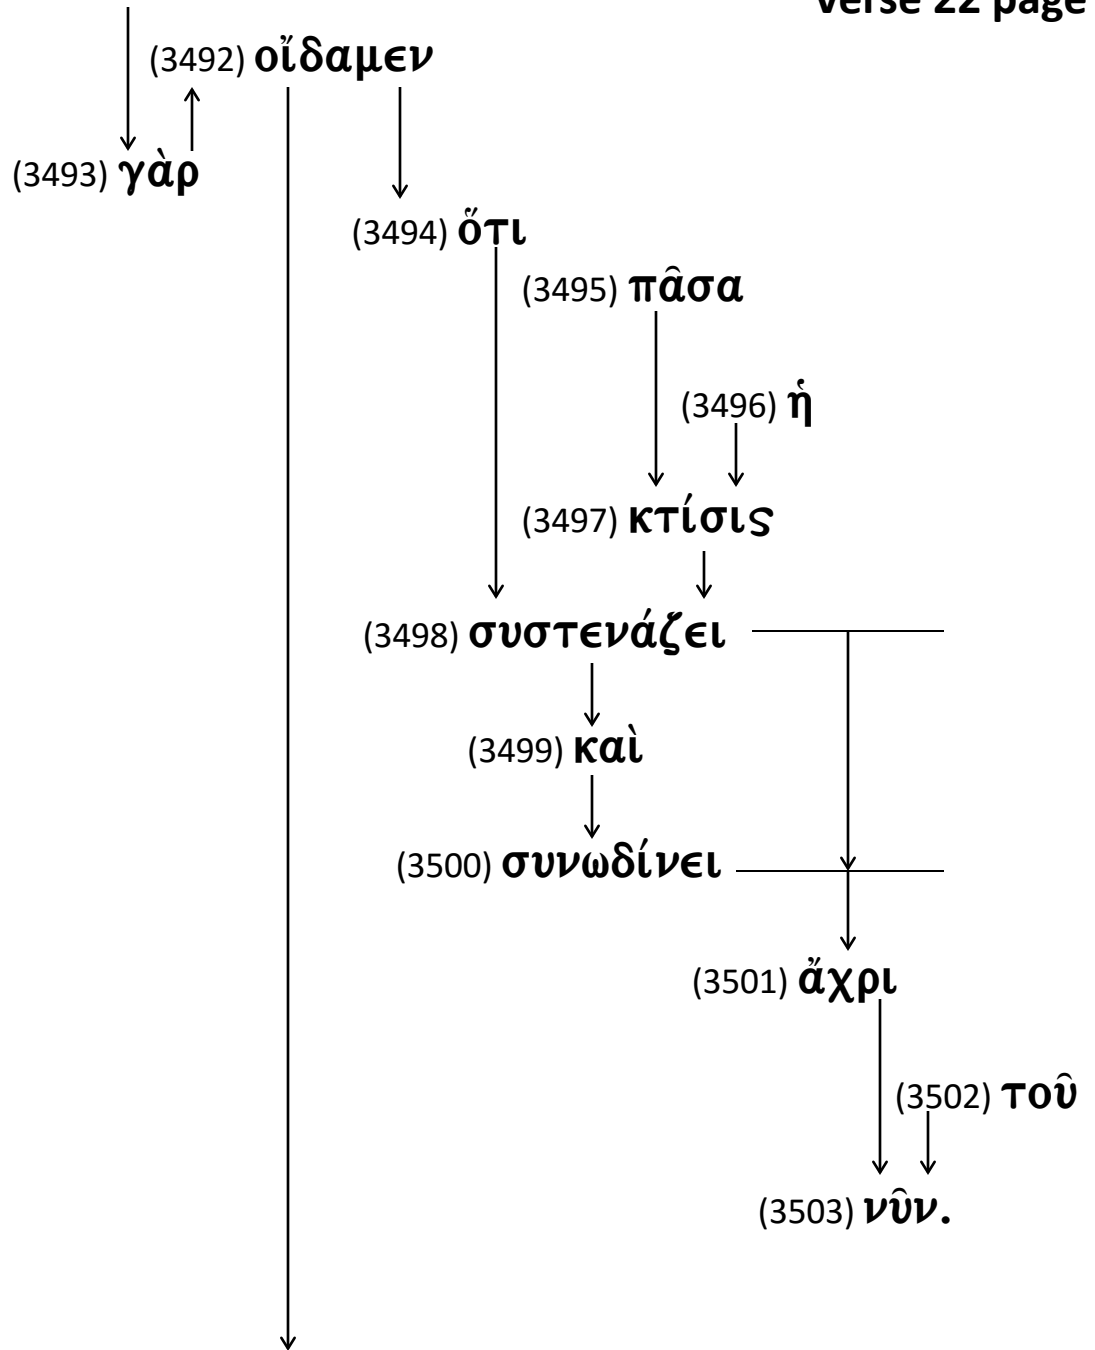 verse 22 page
(3492) οἴδαμεν
(3493) γὰρ
(3494) ὅτι
(3495) πᾶσα
(3496) ἡ
(3497) κτίσις
(3498) συστενάζει
(3499) καὶ
(3500) συνωδίνει
(3501) ἄχρι
(3502) τοῦ
(3503) νῦν.